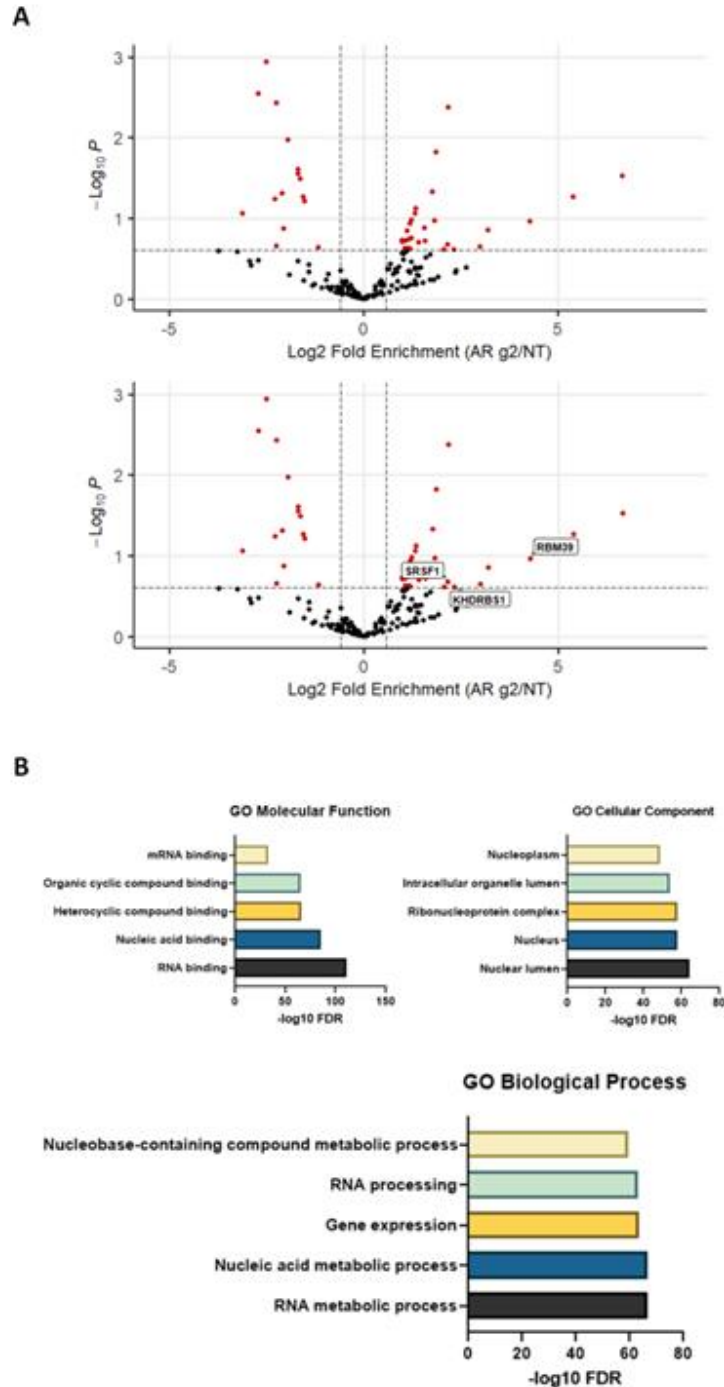 A
3
2
1
0
-Log10 P
-5
0
5
Log2 Fold Enrichment (AR g2/NT)
3
2
1
0
-Log10 P
RBM39
SRSF1
KHDRBS1
-5
0
5
Log2 Fold Enrichment (AR g2/NT)
B
GO Molecular Function
mRNA binding
Organic cyclic compound binding
Heterocyclic compound binding
Nucleic acid binding
RNA binding
0 50 100 150
-log10 FDR
GO Cellular Component
Nucleoplasm
Intracellular organelle lumen
Ribonucleoprotein complex
Nucleus
Nuclear lumen
0 20 40 60 80
-log10 FDR
GO Biological Process
Nucleobase-containing compound metabolic process
RNA processing
Gene expression
Nucleic acid metabolic process
RNA metabolic process
0 20 40 60 80
-log10 FDR